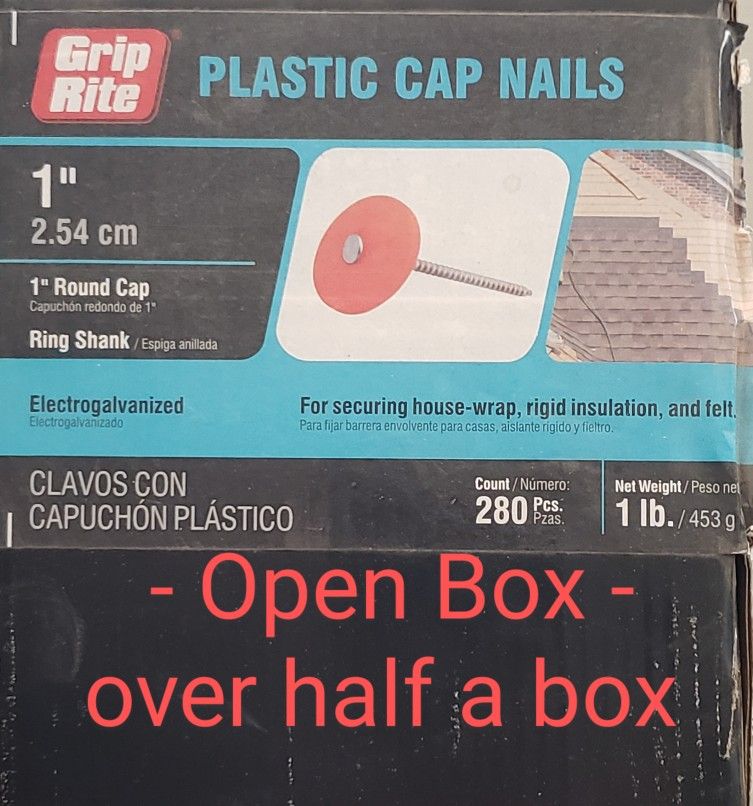 Grip
Rite
PLASTIC CAP NAILS
1"
2.54 cm
1" Round Cap
Capuchón redondo de 1"
Ring Shank / Espiga anillada
Electrogalvanized
Electrogalvanizado
For securing house-wrap, rigid insulation, and felt.
Para fijar barrera envolvente para casas, aislante rígido y fieltro.
CLAVOS CON
CAPUCHÓN PLÁSTICO
Count / Número:
280 Pcs.
Pzas.
Net Weight / Peso net
1 lb. / 453 g
- Open Box -
over half a box